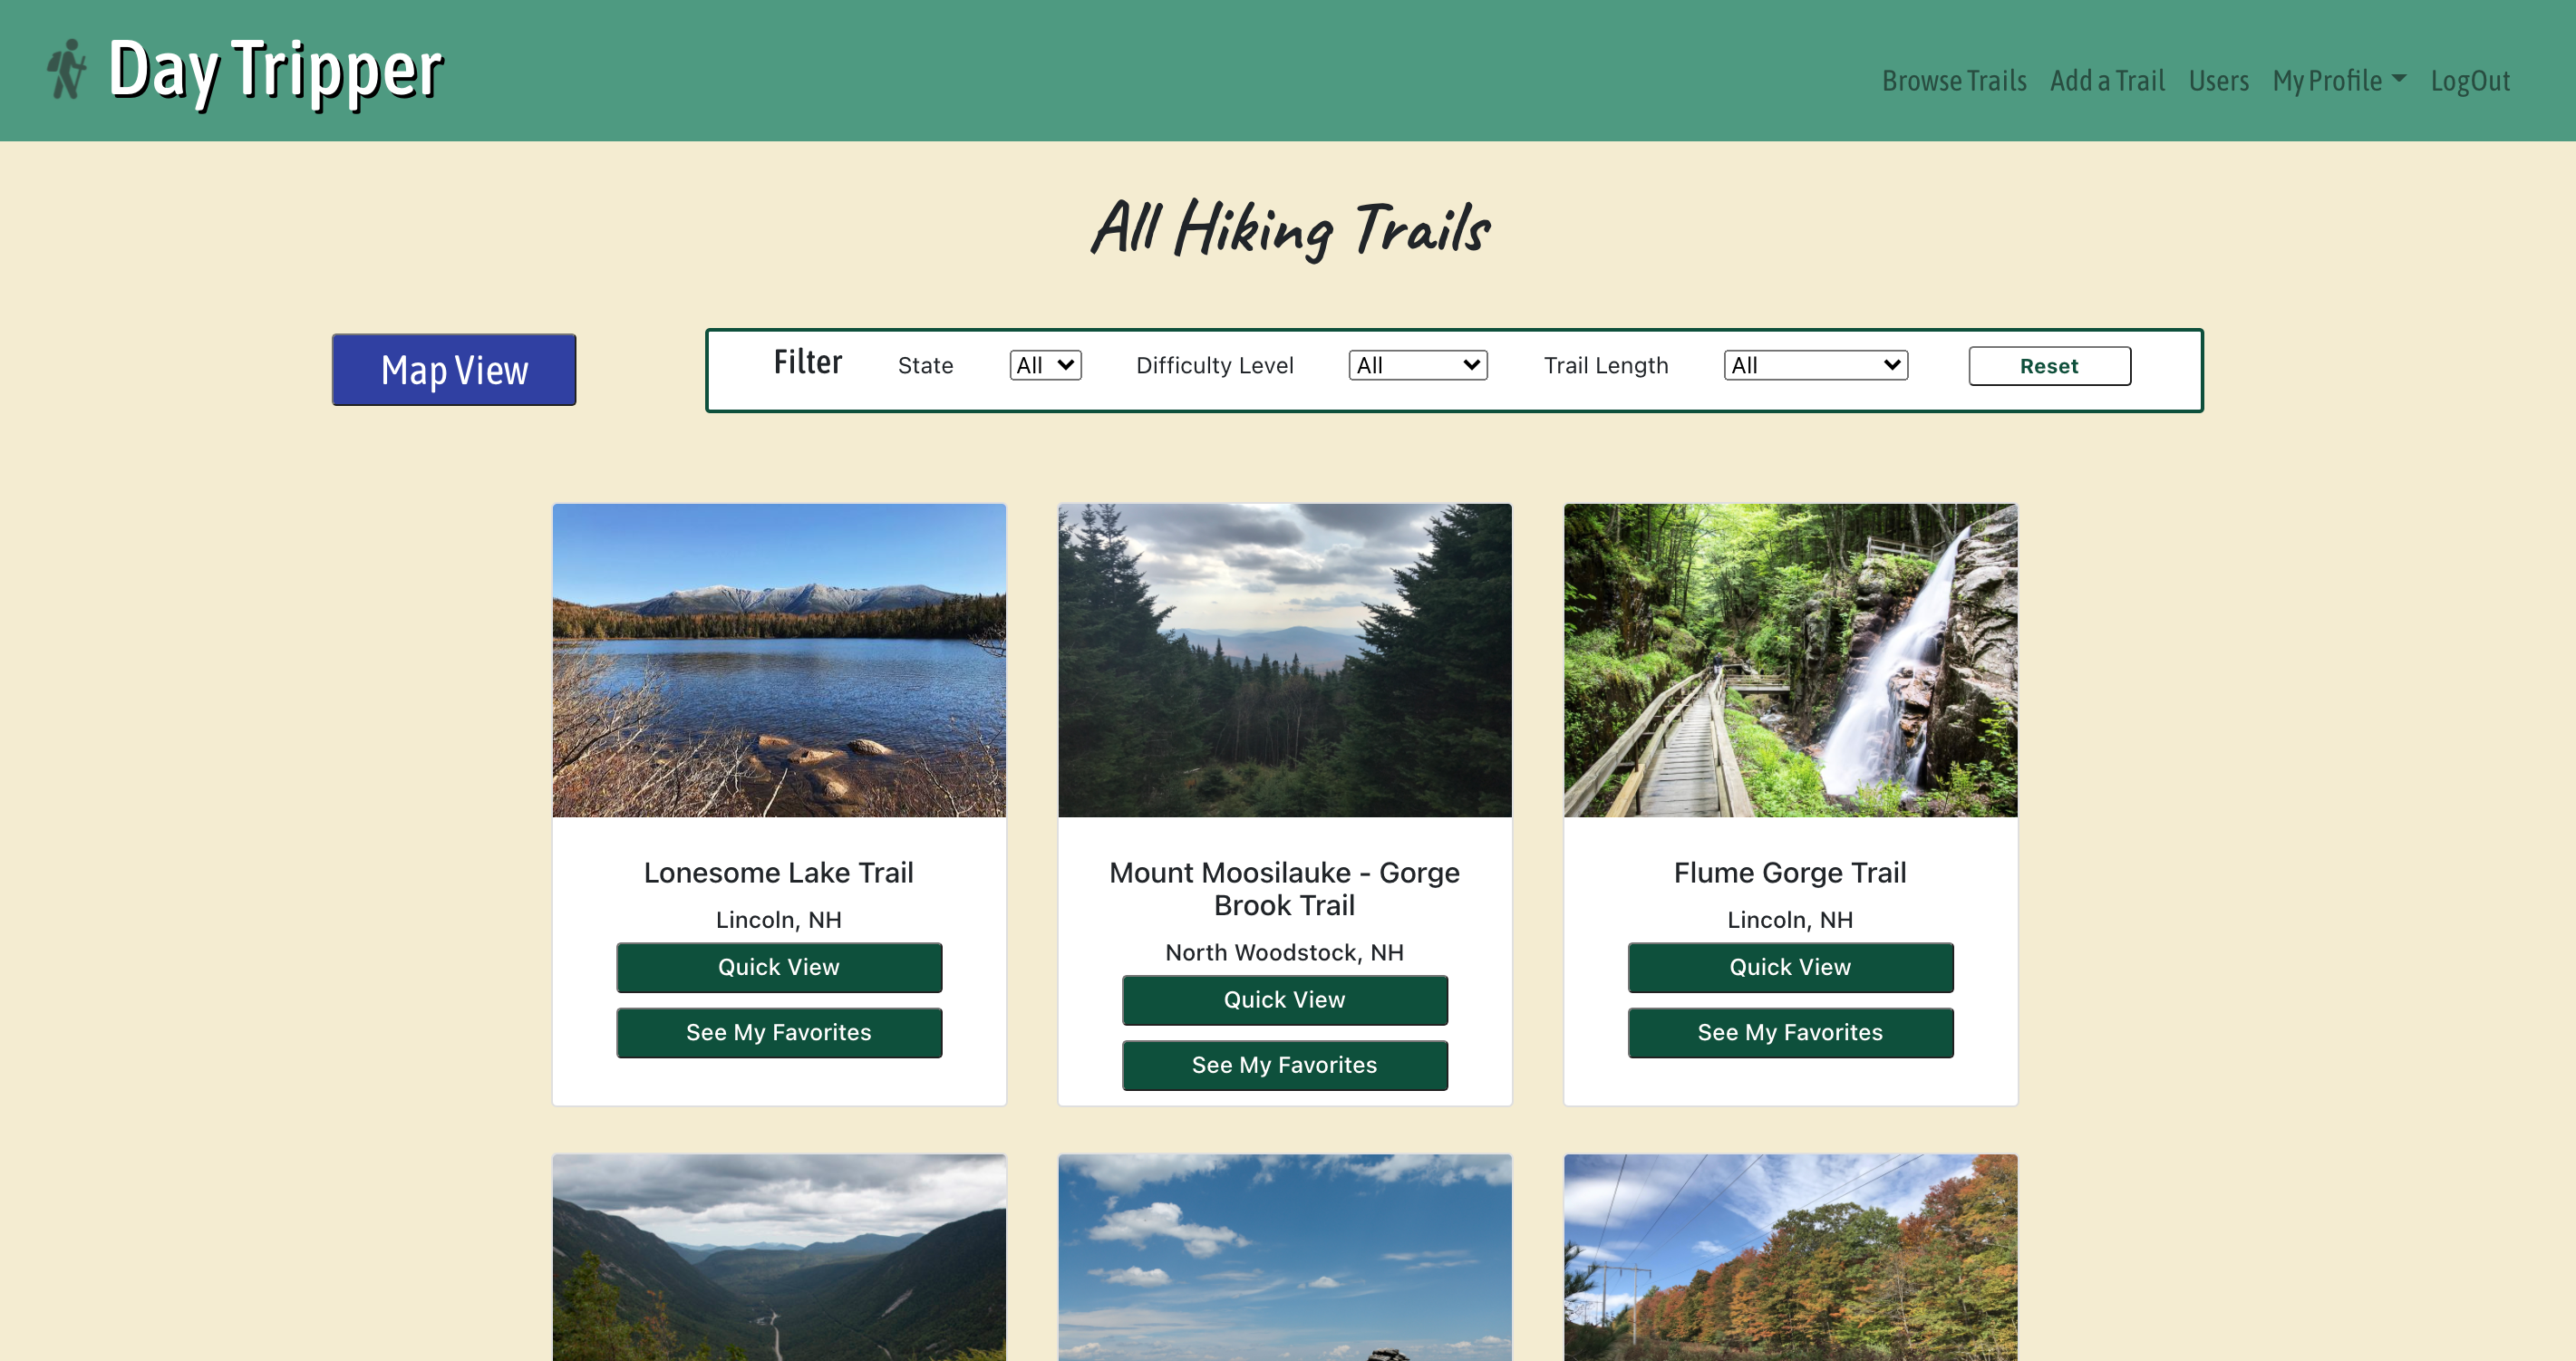 Day Tripper
Browse Trails Add a Trail Users My Profile LogOut
All Hiking Trails
Map View
Filter State All Difficulty Level All Trail Length All Reset
Lonesome Lake Trail
Lincoln, NH
Quick View
See My Favorites
Mount Moosilauke - Gorge
Brook Trail
North Woodstock, NH
Quick View
See My Favorites
Flume Gorge Trail
Lincoln, NH
Quick View
See My Favorites